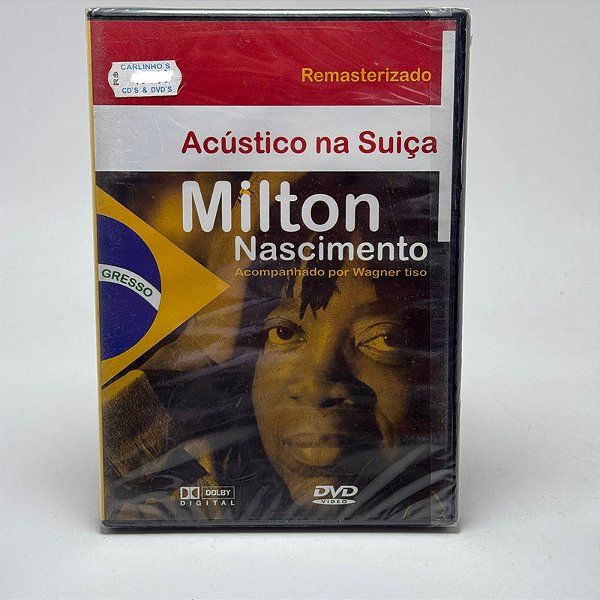 CARLINHO'S
R$
CD'S & DVD'S
Remasterizado
Acústico na Suiça
Milton
Nascimento
Acompanhado por Wagner tiso
GRESSO
DOLBY
DIGITAL
DVD
VIDEO